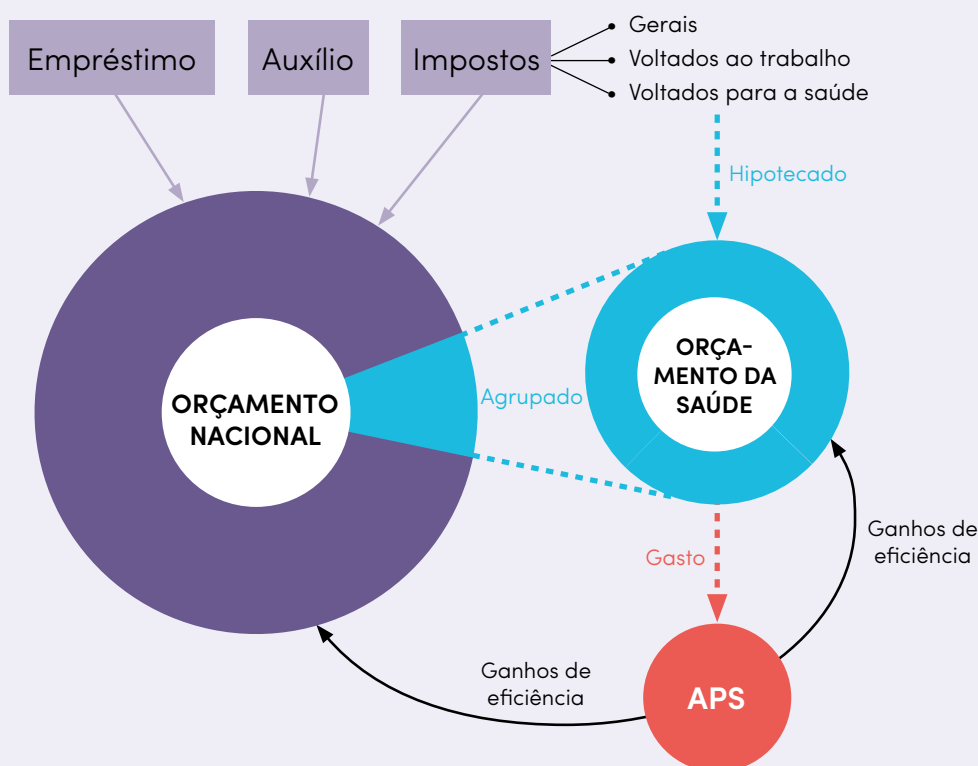 Empréstimo
Auxílio
Impostos
Gerais
Voltados ao trabalho
Voltados para a saúde
Hipotecado
ORÇAMENTO
NACIONAL
Agrupado
ORÇA-
MENTO DA
SAÚDE
Ganhos de
eficiência
Gasto
Ganhos de
eficiência
APS